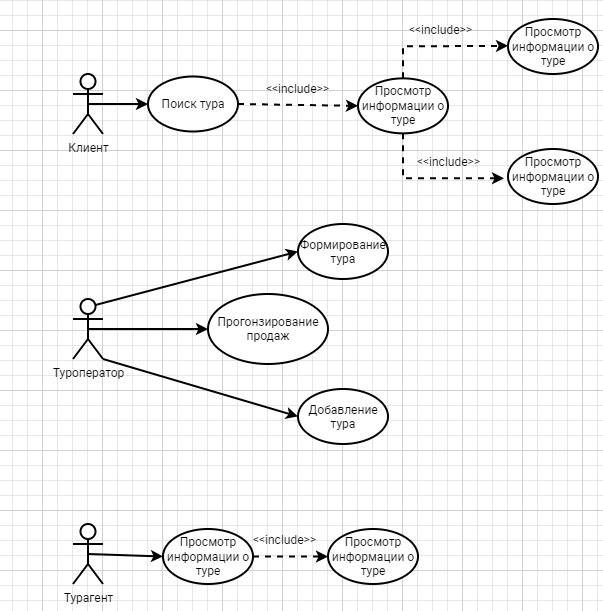 <<include>>
Просмотр
информации о
туре
<<include>>
Поиск тура
Просмотр
информации о
туре
Клиент
<<include>>
Просмотр
информации о
туре
Формирование
тура
Прогонзирование
продаж
Туроператор
Добавление
тура
Просмотр
информации о
туре
<<include>>
Просмотр
информации о
туре
Турагент